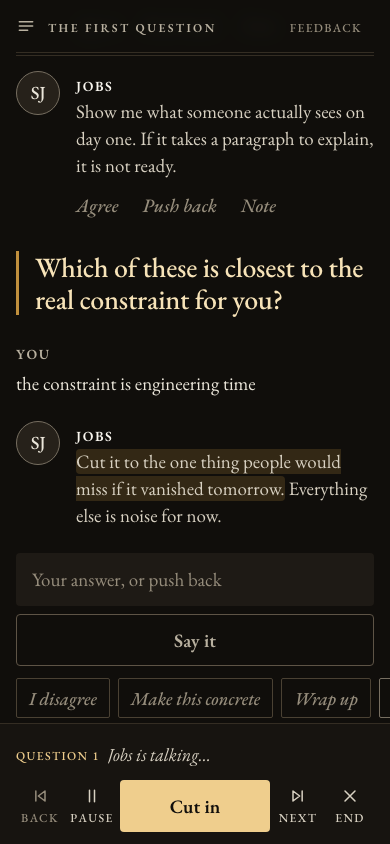 THE FIRST QUESTION
FEEDBACK
SJ
JOBS
Show me what someone actually sees on
day one. If it takes a paragraph to explain,
it is not ready.
Agree Push back Note
Which of these is closest to the
real constraint for you?
YOU
the constraint is engineering time
SJ
JOBS
Cut it to the one thing people would
miss if it vanished tomorrow. Everything
else is noise for now.
Your answer, or push back
Say it
I disagree Make this concrete Wrap up
QUESTION 1 Jobs is talking...
BACK PAUSE Cut in NEXT END